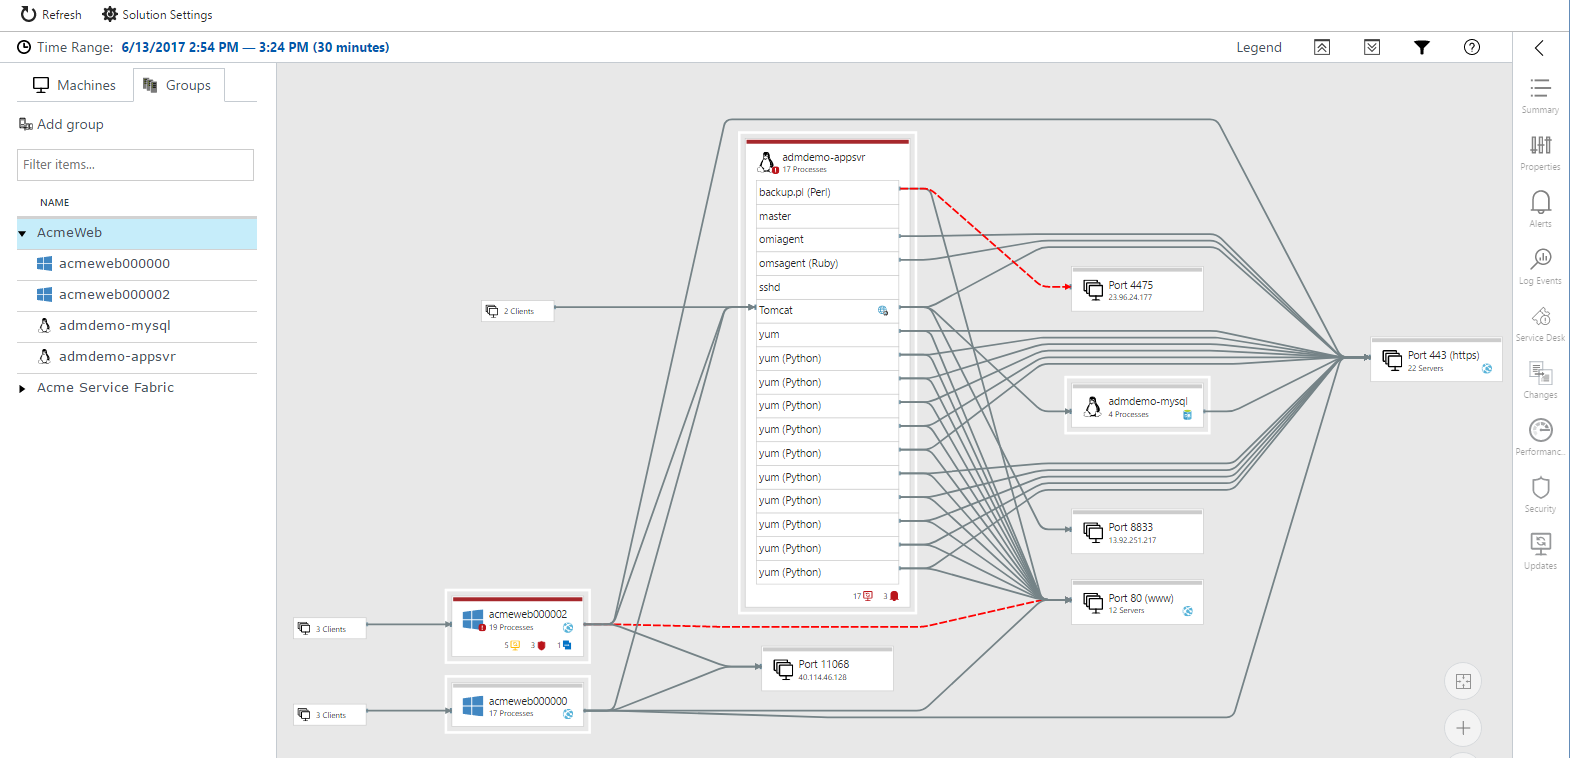 Refresh
Solution Settings
Time Range: 6/13/2017 2:54 PM — 3:24 PM (30 minutes)
Legend
Machines
Groups
Add group
Filter items...
NAME
AcmeWeb
acmeweb000000
acmeweb000002
admdemo-mysql
admdemo-appsvr
Acme Service Fabric
2 Clients
3 Clients
3 Clients
acmeweb000002
19 Processes
5
3
1
acmeweb000000
17 Processes
admdemo-appsvr
17 Processes
backup.pl (Perl)
master
omiagent
omsagent (Ruby)
sshd
Tomcat
yum
yum (Python)
yum (Python)
yum (Python)
yum (Python)
yum (Python)
yum (Python)
yum (Python)
yum (Python)
yum (Python)
yum (Python)
17
3
Port 11068
40.114.46.128
Port 4475
23.96.24.177
admdemo-mysql
4 Processes
Port 8833
13.92.251.217
Port 80 (www)
12 Servers
Port 443 (https)
22 Servers
Summary
Properties
Alerts
Log Events
Service Desk
Changes
Performanc...
Security
Updates